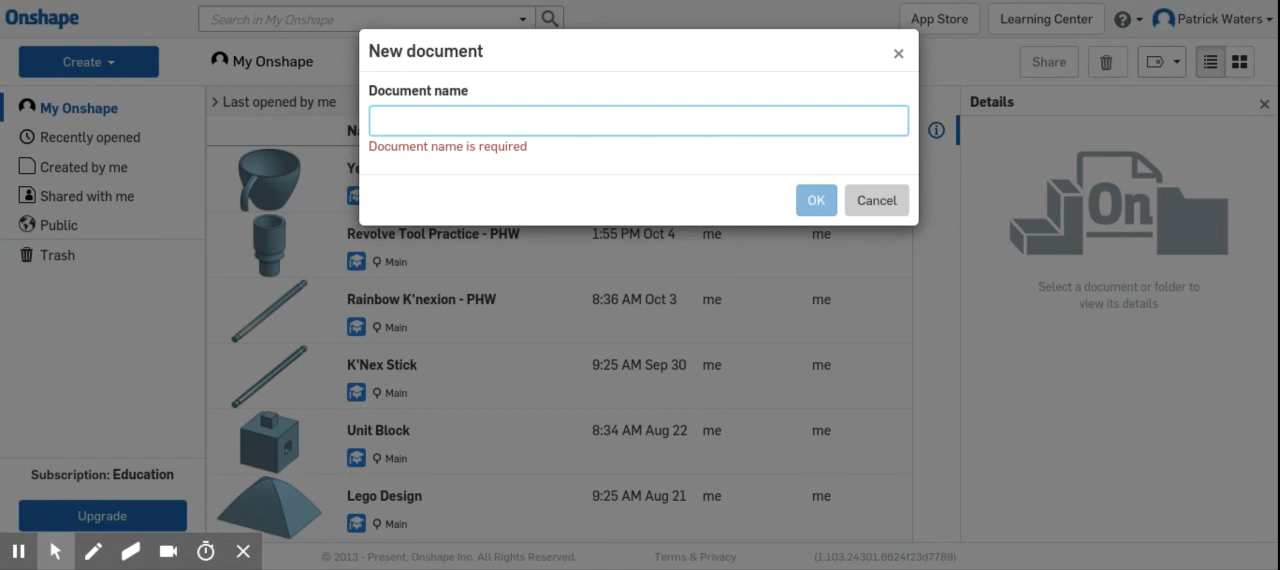 Onshape
Search in My Onshape
App Store
Learning Center
Patrick Waters
Create
My Onshape
Share
New document
Document name
Document name is required
OK
Cancel
My Onshape
Recently opened
Created by me
Shared with me
Public
Trash
Last opened by me
Details
Revolve Tool Practice - PHW 1:55 PM Oct 4 me me
Main
Rainbow K'nexion - PHW 8:36 AM Oct 3 me me
Main
K'Nex Stick 9:25 AM Sep 30 me me
Main
Unit Block 8:34 AM Aug 22 me me
Main
Lego Design 9:25 AM Aug 21 me me
Main
On
Select a document or folder to
view its details
Subscription: Education
Upgrade
© 2013 - Present, Onshape Inc. All Rights Reserved. Terms & Privacy (1.103.24301.6624f23d7789)